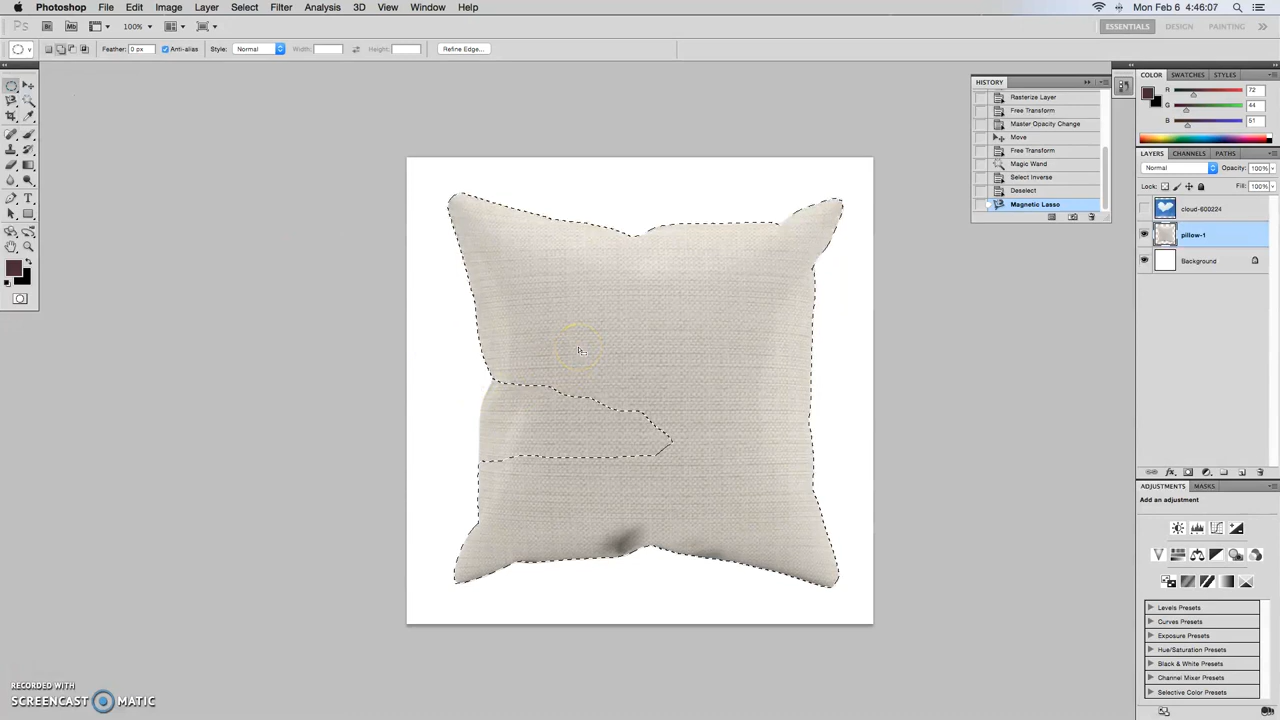 Photoshop File Edit Image Layer Select Filter Analysis 3D View Window Help Mon Feb 6 4:46:07
Ps Br Mb 100% ESSENTIALS DESIGN PAINTING
Feather: 0 px Anti-alias Style: Normal Width: Height: Refine Edge...
HISTORY
Rasterize Layer
Free Transform
Master Opacity Change
Move
Free Transform
Magic Wand
Select Inverse
Deselect
Magnetic Lasso
COLOR SWATCHES STYLES
R 72
G 44
B 51
LAYERS CHANNELS PATHS
Normal Opacity: 100%
Lock: Fill: 100%
cloud-600224
pillow-1
Background
ADJUSTMENTS MASKS
Add an adjustment
Levels Presets
Curves Presets
Exposure Presets
Hue/Saturation Presets
Black & White Presets
Channel Mixer Presets
Selective Color Presets
RECORDED WITH
SCREENCAST MATIC